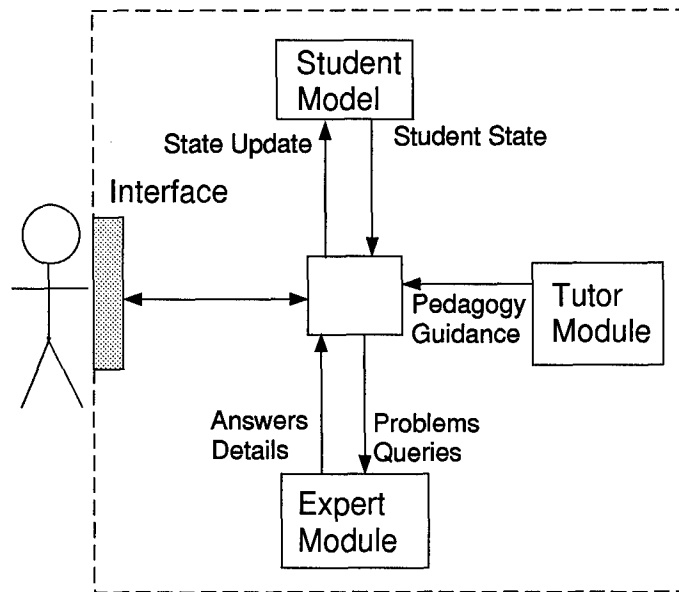 Student
Model
State Update
Student State
Interface
Pedagogy
Guidance
Tutor
Module
Answers
Details
Problems
Queries
Expert
Module